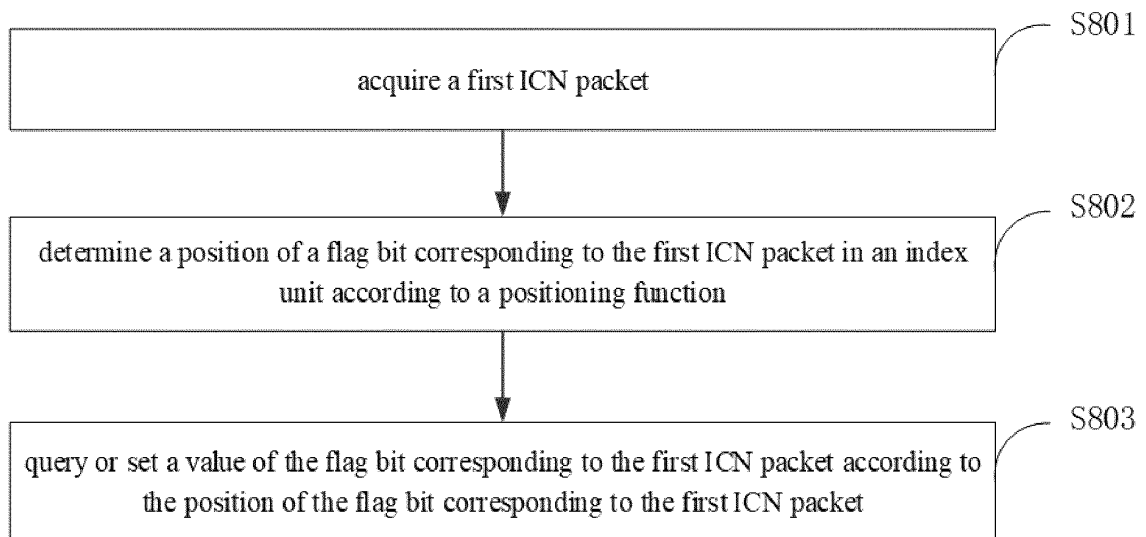 S801
acquire a first ICN packet
S802
determine a position of a flag bit corresponding to the first ICN packet in an index
unit according to a positioning function
S803
query or set a value of the flag bit corresponding to the first ICN packet according to
the position of the flag bit corresponding to the first ICN packet